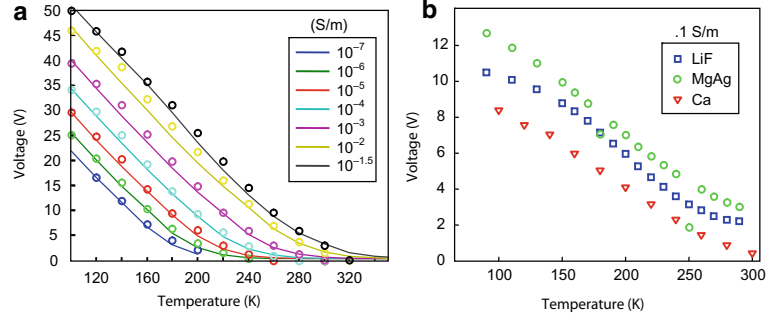 a
(S/m)
10⁻⁷
10⁻⁶
10⁻⁵
10⁻⁴
10⁻³
10⁻²
10⁻¹·⁵
Voltage (V)
50
45
40
35
30
25
20
15
10
5
0
120 160 200 240 280 320
Temperature (K)
b
.1 S/m
LiF
MgAg
Ca
Voltage (V)
12
10
8
6
4
2
0
100 150 200 250 300
Temperature (K)